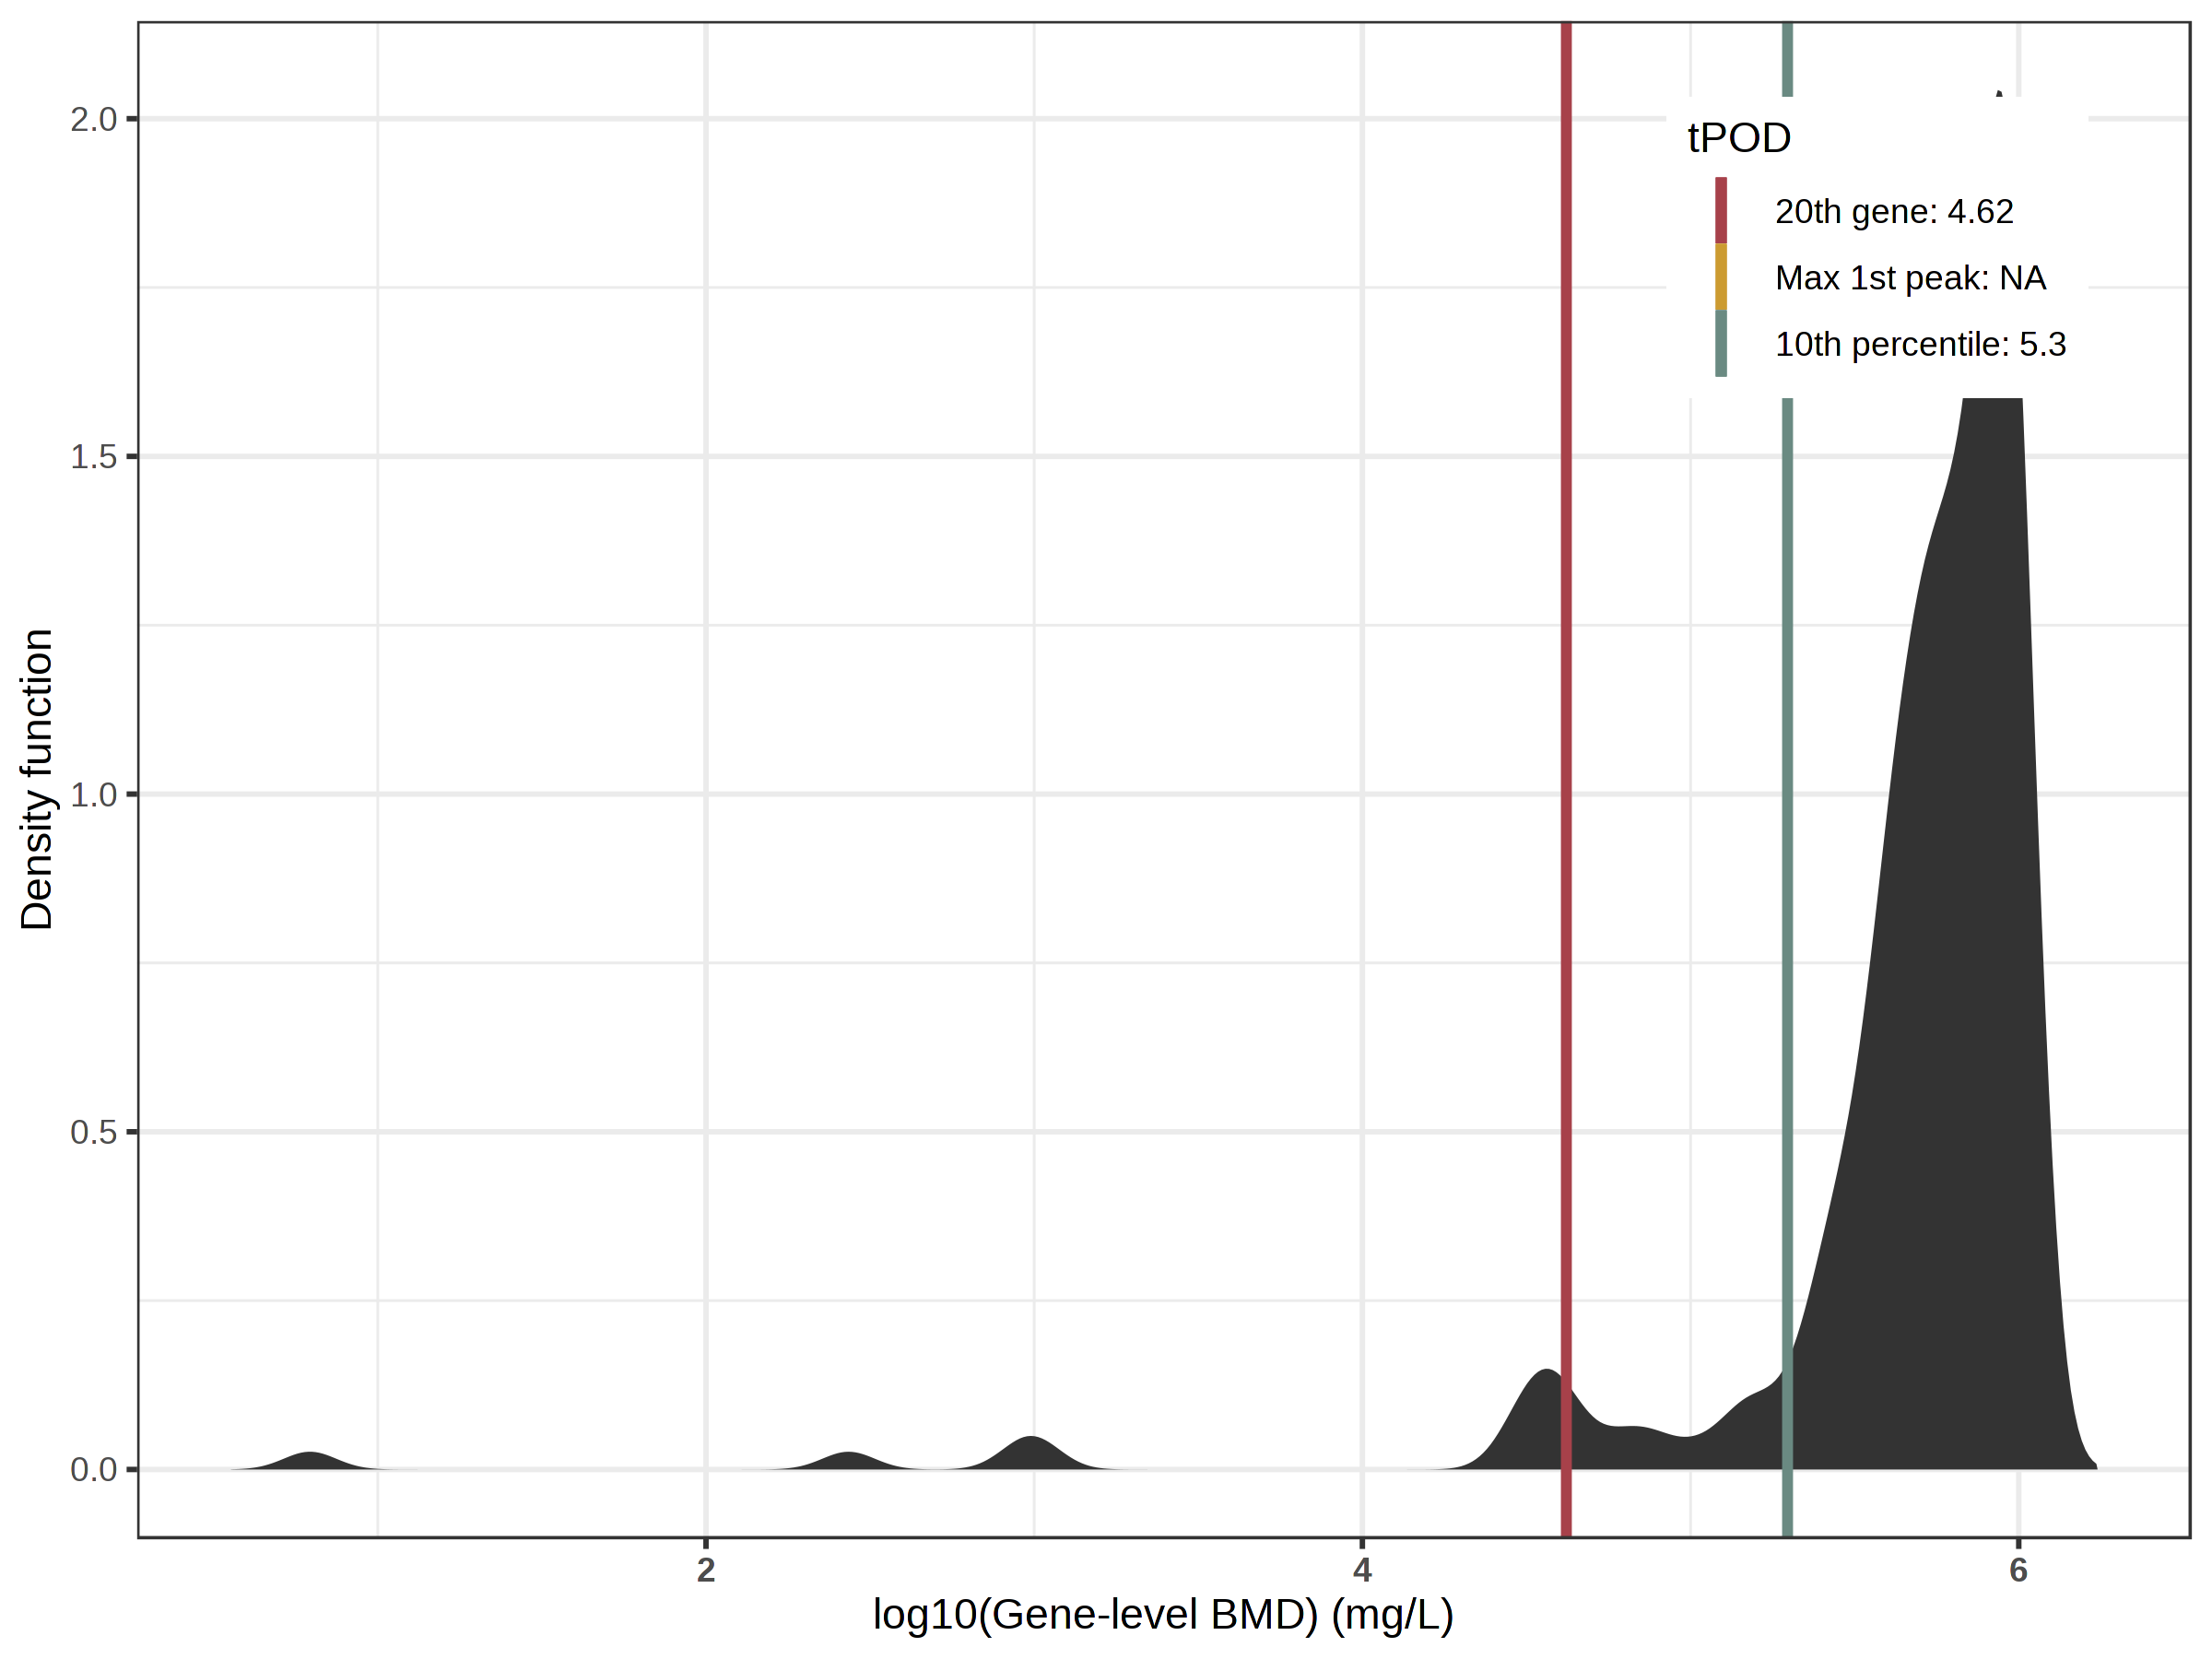 tPOD
20th gene: 4.62
Max 1st peak: NA
10th percentile: 5.3
Density function
2.0
1.5
1.0
0.5
0.0
2
4
6
log10(Gene-level BMD) (mg/L)